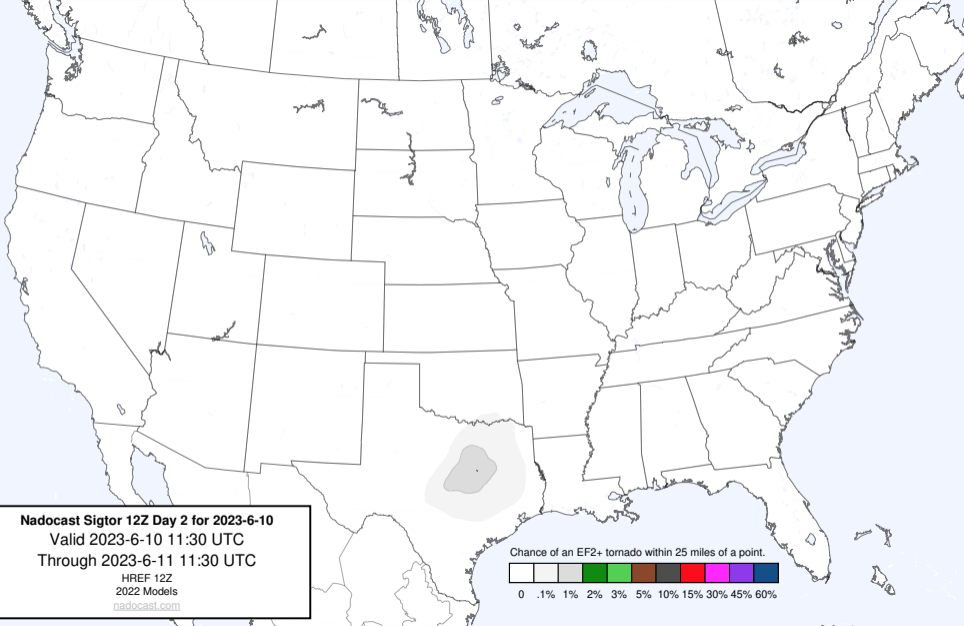 Nadocast Sigtor 12Z Day 2 for 2023-6-10
Valid 2023-6-10 11:30 UTC
Through 2023-6-11 11:30 UTC
HREF 12Z
2022 Models
nadocast.com
Chance of an EF2+ tornado within 25 miles of a point.
0 .1% 1% 2% 3% 5% 10% 15% 30% 45% 60%